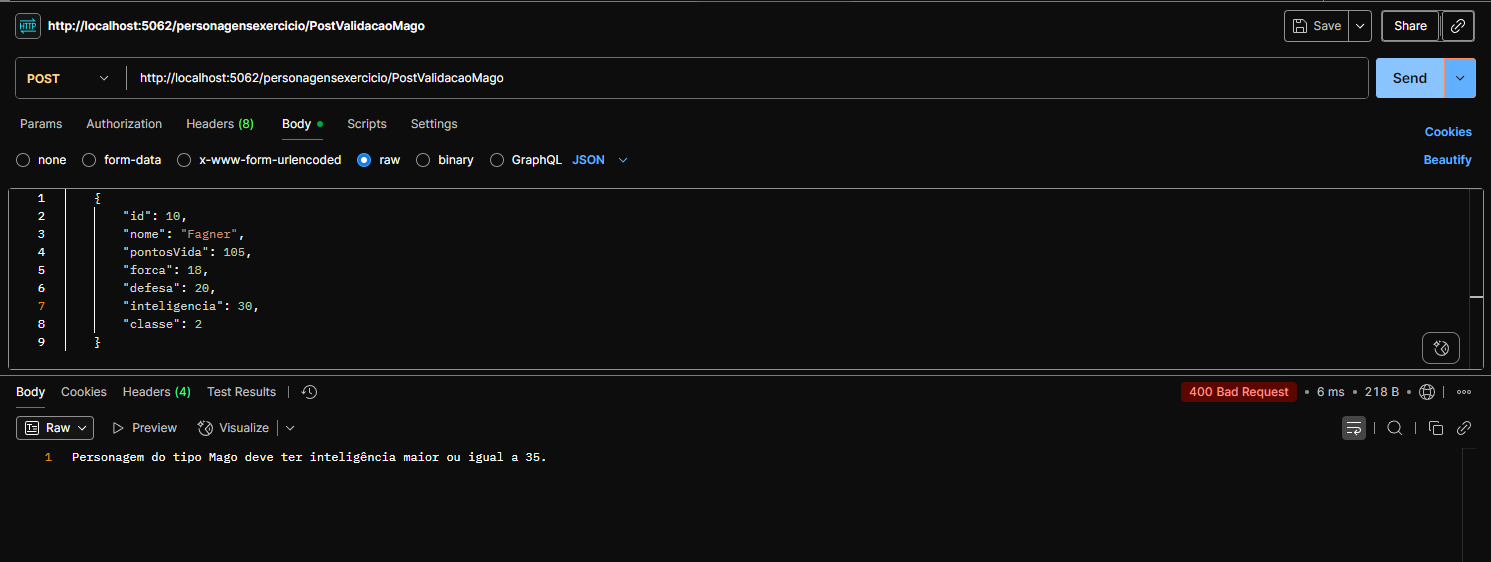 HTTP http://localhost:5062/personagensexercicio/PostValidacaoMago Save Share
POST http://localhost:5062/personagensexercicio/PostValidacaoMago Send
Params Authorization Headers (8) Body Scripts Settings Cookies
none form-data x-www-form-urlencoded raw binary GraphQL JSON Beautify
1 {
2 "id": 10,
3 "nome": "Fagner",
4 "pontosVida": 105,
5 "forca": 18,
6 "defesa": 20,
7 "inteligencia": 30,
8 "classe": 2
9 }
Body Cookies Headers (4) Test Results 400 Bad Request • 6 ms • 218 B •
Raw Preview Visualize
1 Personagem do tipo Mago deve ter inteligência maior ou igual a 35.